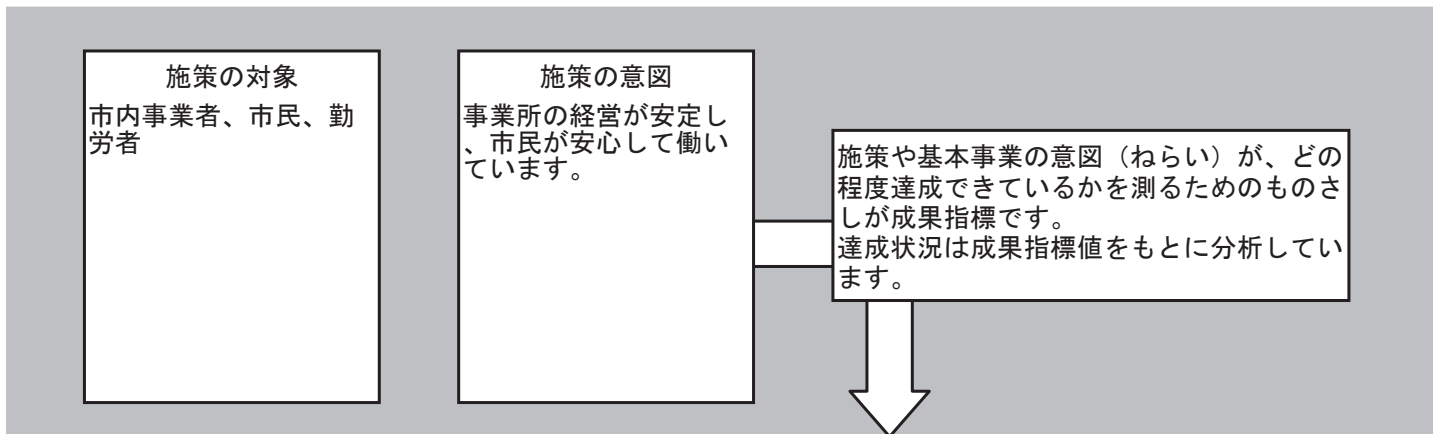 施策の対象
市内事業者、市民、勤
労者
施策の意図
事業所の経営が安定し
、市民が安心して働い
ています。
施策や基本事業の意図（ねらい）が、どの
程度達成できているかを測るためのものさ
しが成果指標です。
達成状況は成果指標値をもとに分析してい
ます。